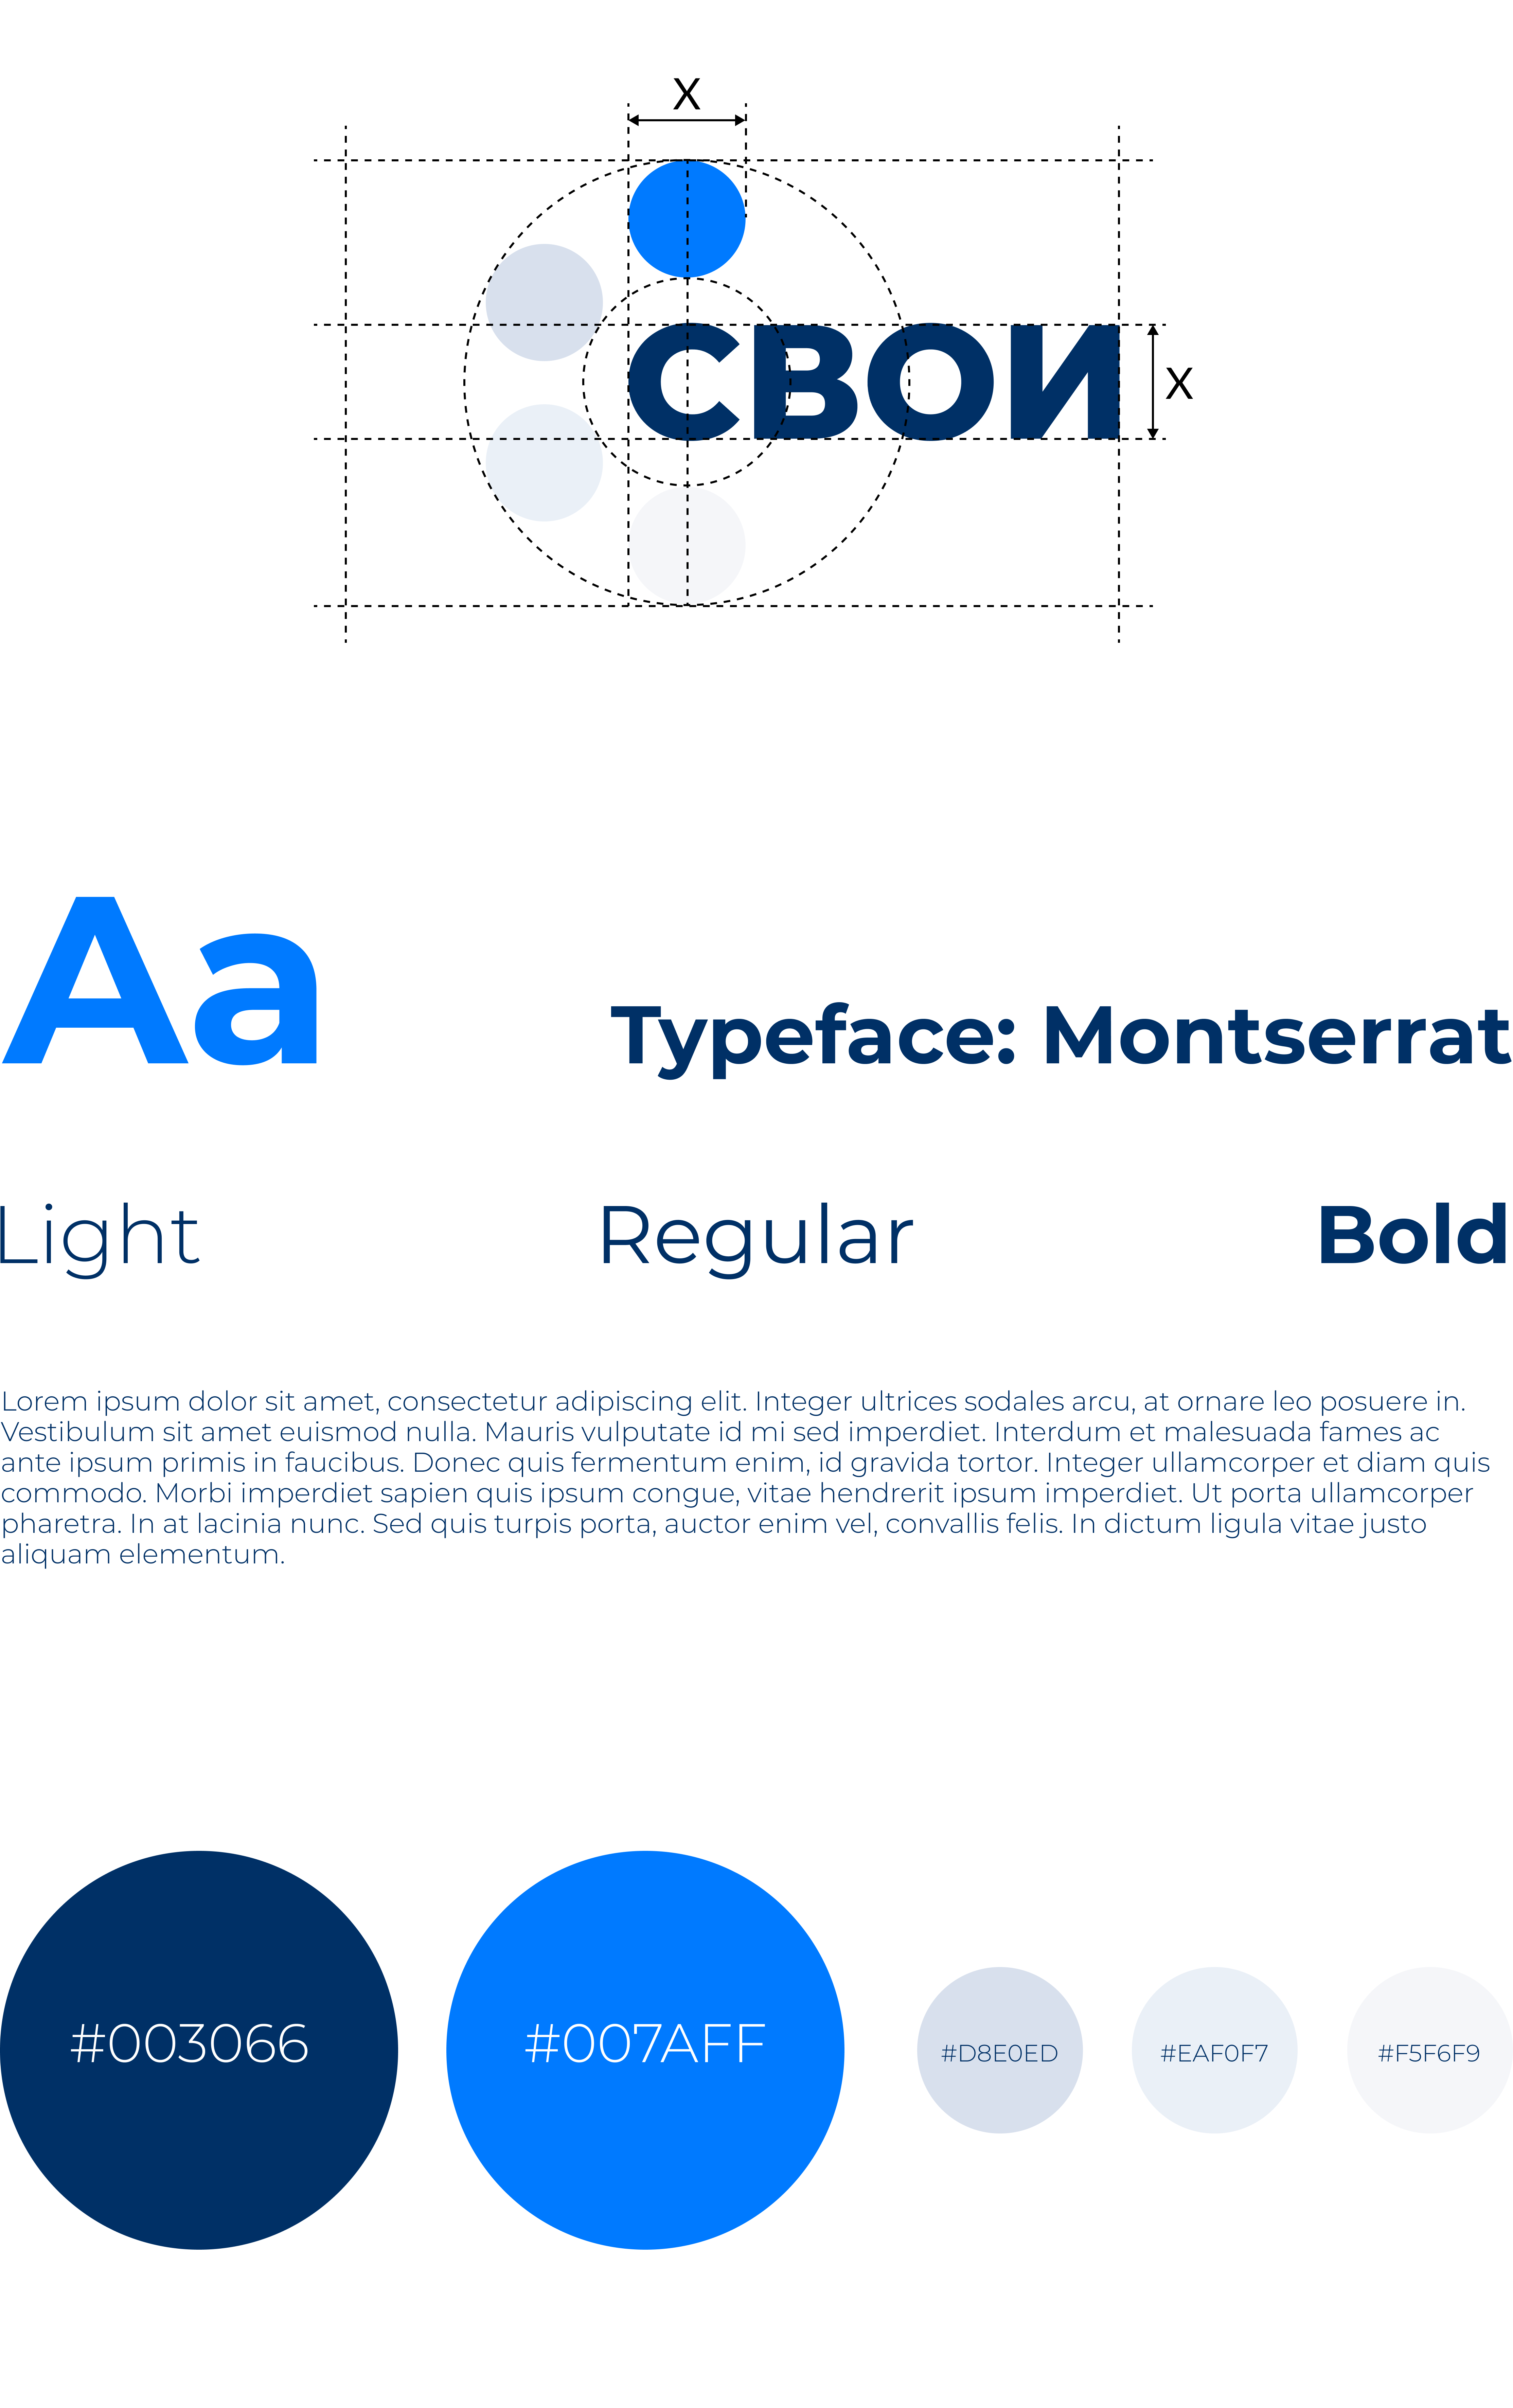 X
СВОИ
X
Aa
Typeface: Montserrat
Light
Regular
Bold
Lorem ipsum dolor sit amet, consectetur adipiscing elit. Integer ultrices sodales arcu, at ornare leo posuere in.
Vestibulum sit amet euismod nulla. Mauris vulputate id mi sed imperdiet. Interdum et malesuada fames ac
ante ipsum primis in faucibus. Donec quis fermentum enim, id gravida tortor. Integer ullamcorper et diam quis
commodo. Morbi imperdiet sapien quis ipsum congue, vitae hendrerit ipsum imperdiet. Ut porta ullamcorper
pharetra. In at lacinia nunc. Sed quis turpis porta, auctor enim vel, convallis felis. In dictum ligula vitae justo
aliquam elementum.
#003066
#007AFF
#D8E0ED
#EAF0F7
#F5F6F9